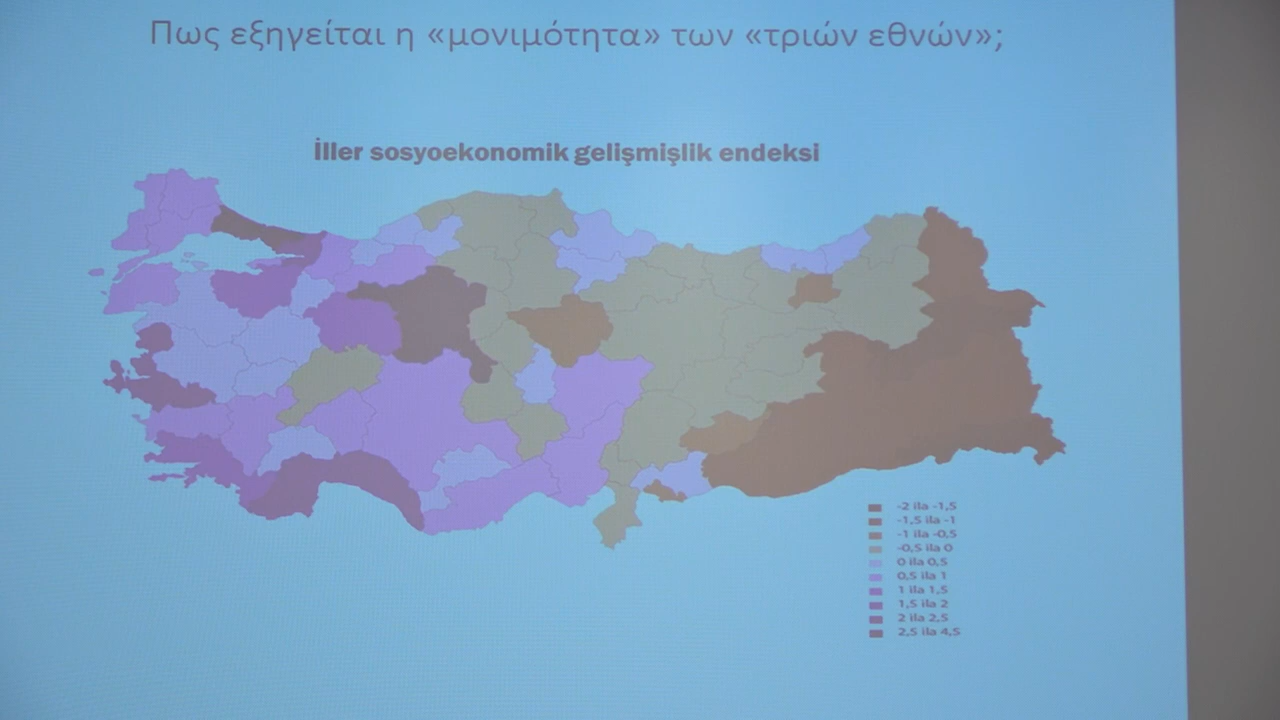 Πως εξηγείται η «μονιμότητα» των «τριών εθνών»;
İller sosyoekonomik gelişmişlik endeksi
-2 ila -1,5
-1,5 ila -1
-1 ila -0,5
-0,5 ila 0
0 ila 0,5
0,5 ila 1
1 ila 1,5
1,5 ila 2
2 ila 2,5
2,5 ila 4,5